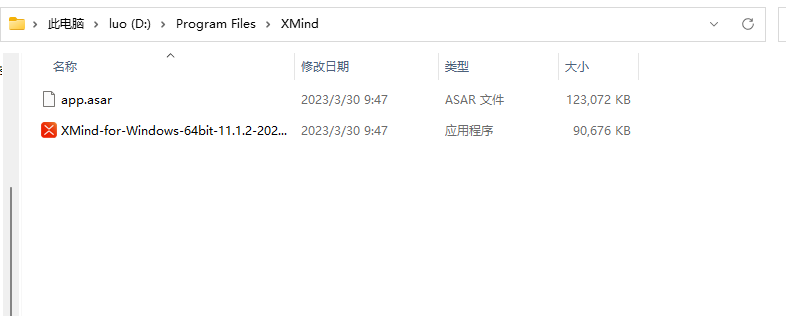 此电脑 luo (D:) Program Files XMind
名称 修改日期 类型 大小
app.asar 2023/3/30 9:47 ASAR 文件 123,072 KB
XMind-for-Windows-64bit-11.1.2-202... 2023/3/30 9:47 应用程序 90,676 KB